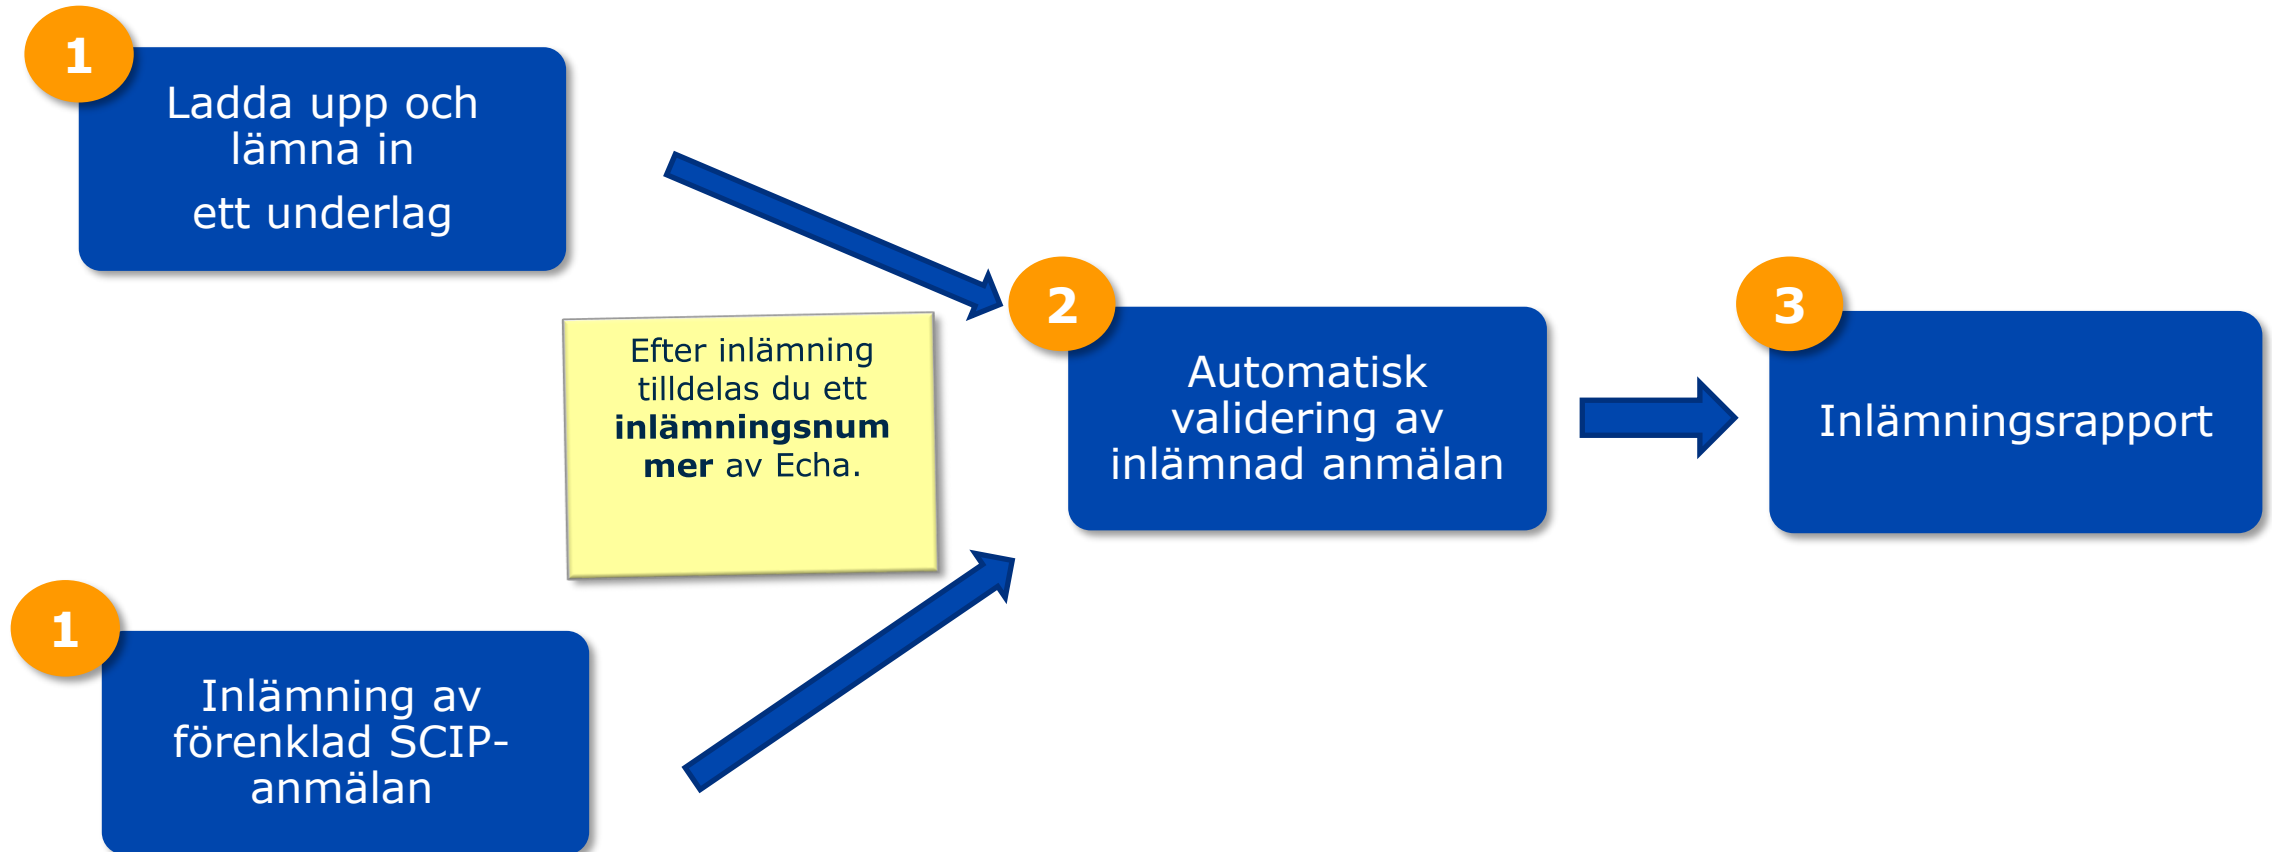 1
Ladda upp och
lämna in
ett underlag
Efter inlämning
tilldelas du ett
inlämningsnum
mer av Echa.
1
Inlämning av
förenklad SCIP-
anmälan
2
Automatisk
validering av
inlämnad anmälan
3
Inlämningsrapport